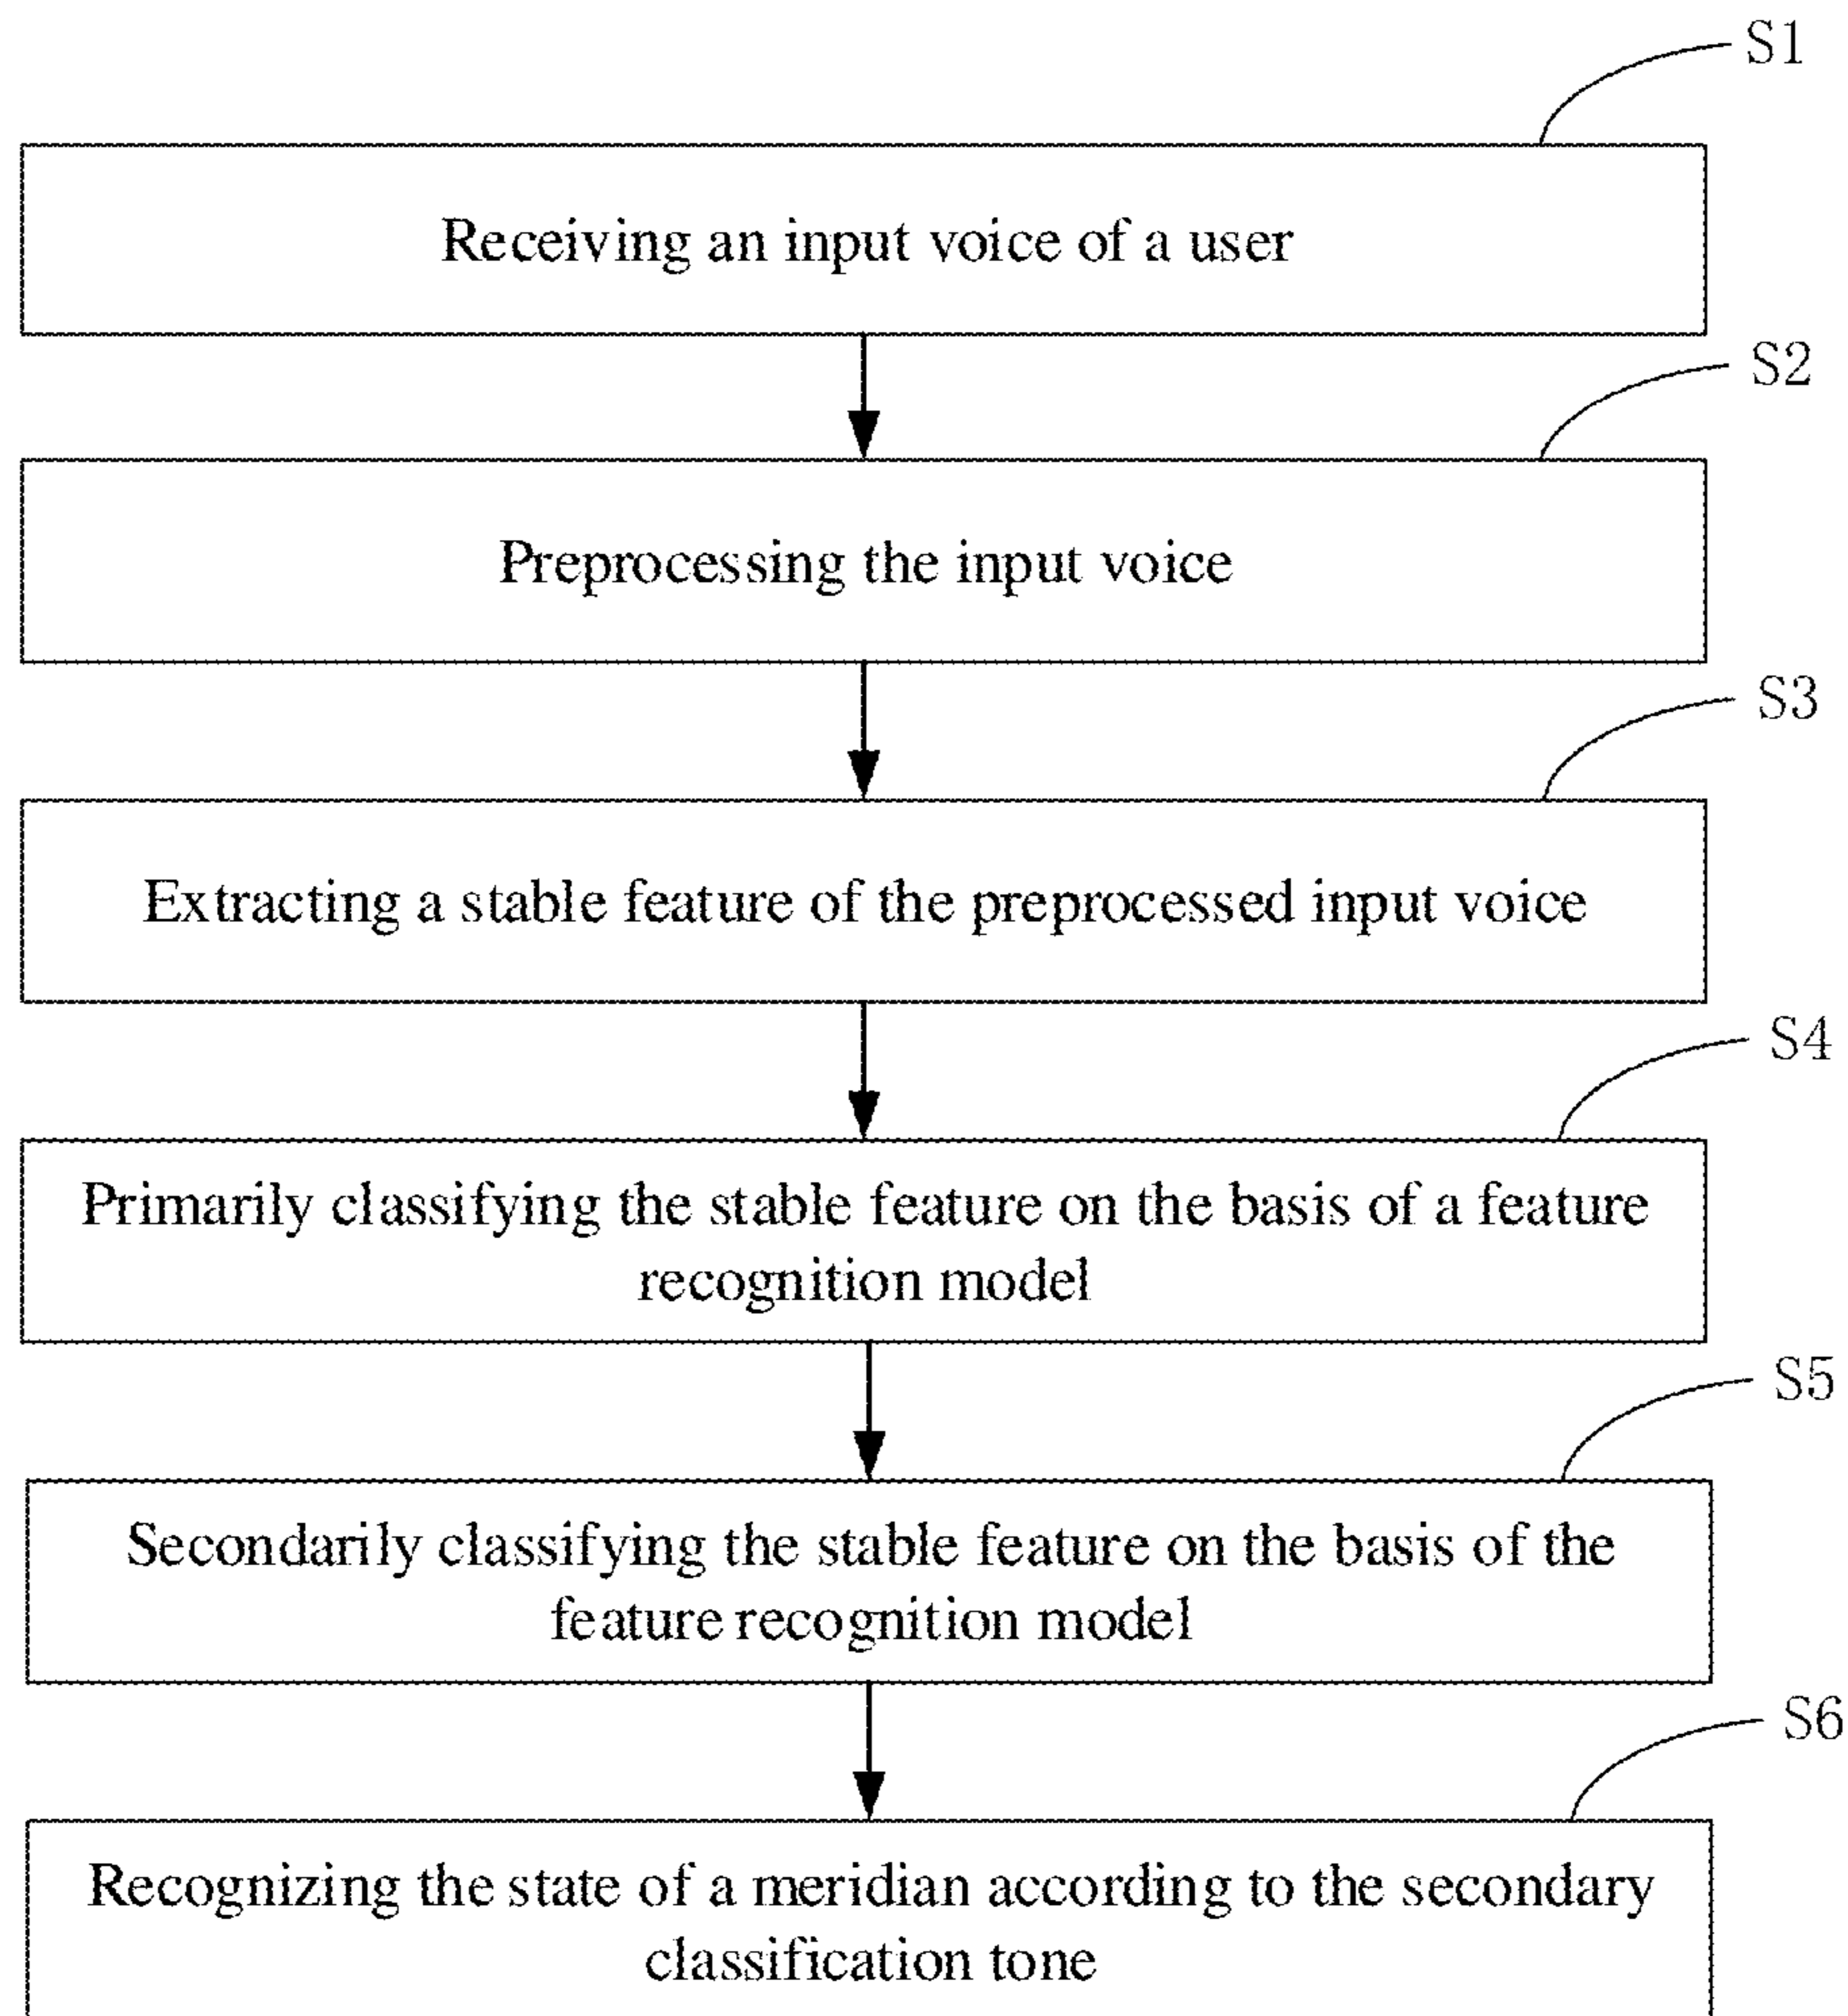 S1
Receiving an input voice of a user
S2
Preprocessing the input voice
S3
Extracting a stable feature of the preprocessed input voice
S4
Primarily classifying the stable feature on the basis of a feature
recognition model
S5
Secondarily classifying the stable feature on the basis of the
feature recognition model
S6
Recognizing the state of a meridian according to the secondary
classification tone